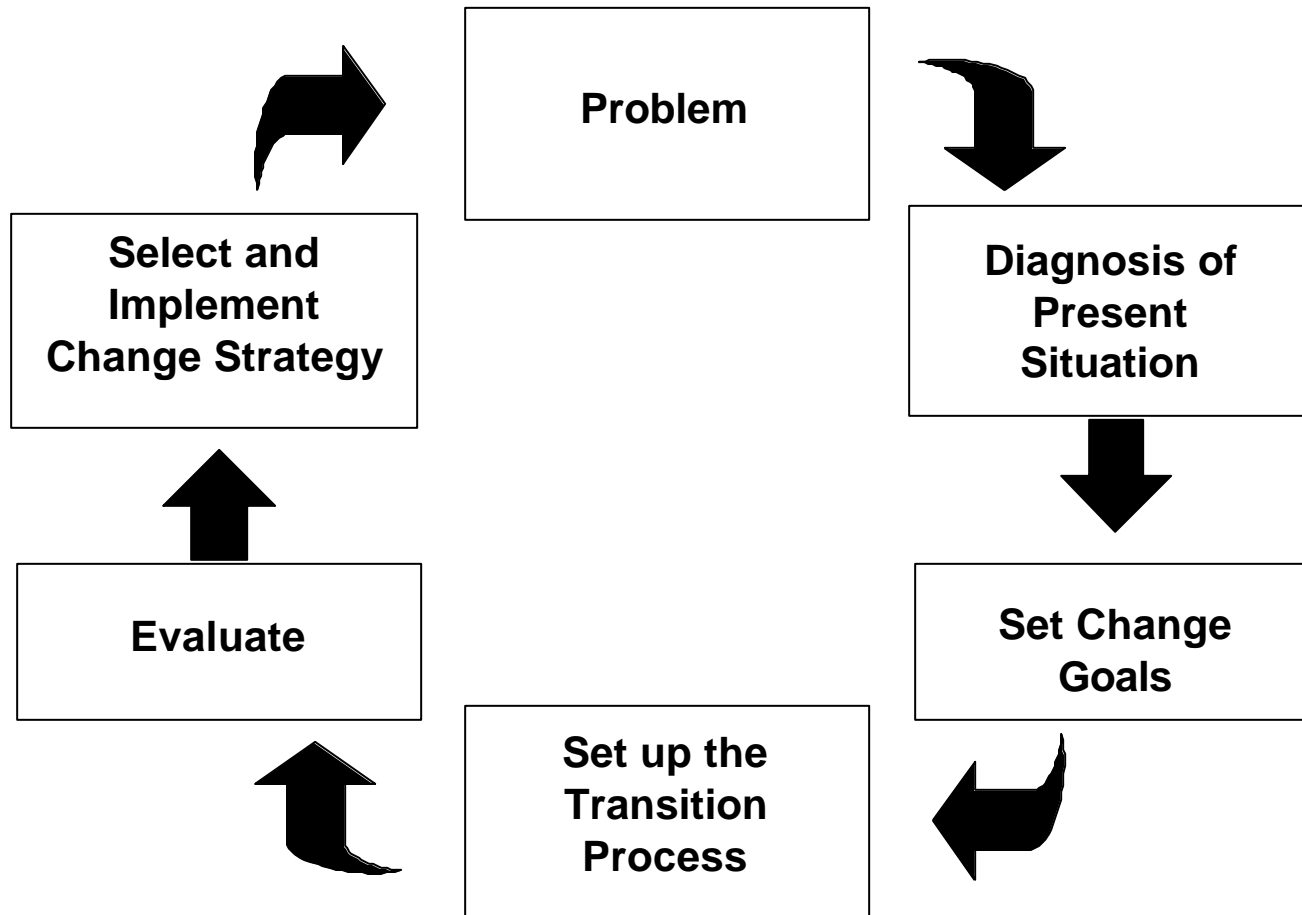 Problem
Diagnosis of
Present
Situation
Set Change
Goals
Set up the
Transition
Process
Evaluate
Select and
Implement
Change Strategy